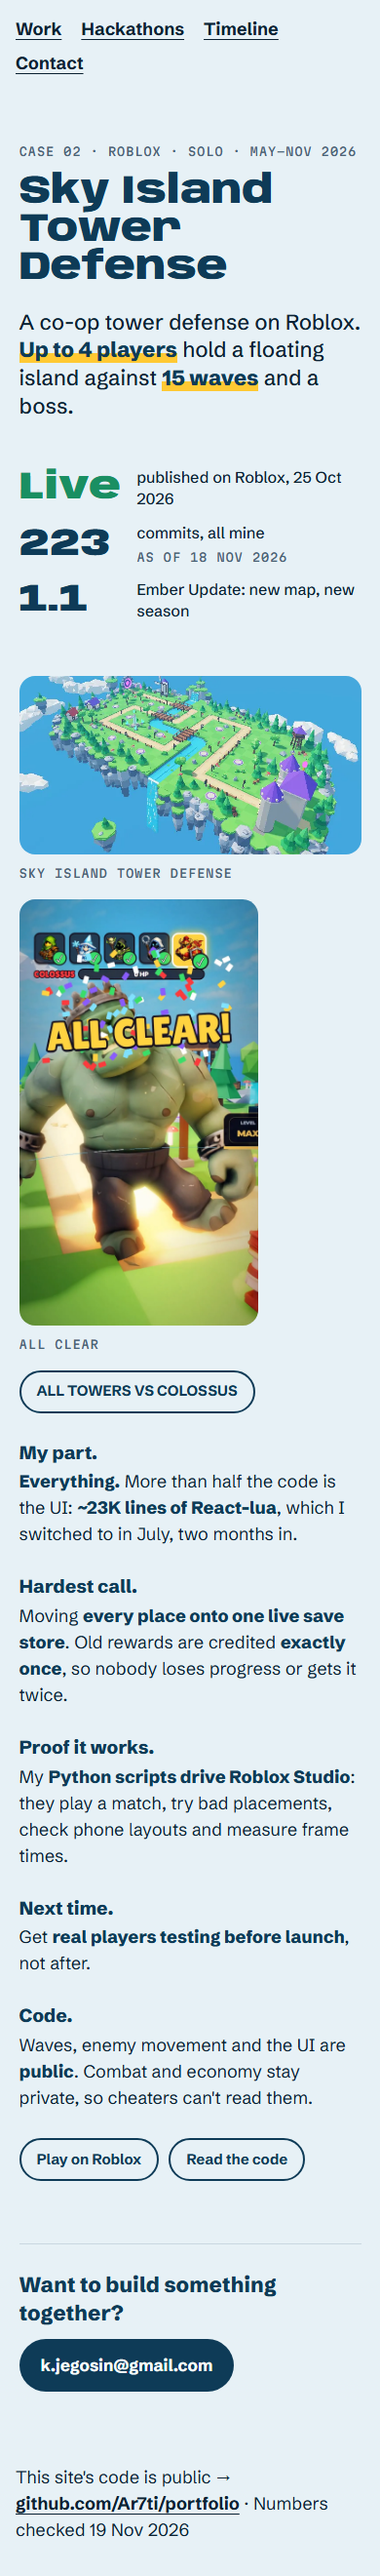 Work Hackathons Timeline
Contact
CASE 02 · ROBLOX · SOLO · MAY–NOV 2026
Sky Island
Tower
Defense
A co-op tower defense on Roblox.
Up to 4 players hold a floating
island against 15 waves and a
boss.
Live published on Roblox, 25 Oct
2026
223 commits, all mine
AS OF 18 NOV 2026
1.1 Ember Update: new map, new
season
SKY ISLAND TOWER DEFENSE
COLOSSUS
HP
ALL CLEAR!
LEVEL
MAX
ALL CLEAR
ALL TOWERS VS COLOSSUS
My part.
Everything. More than half the code is
the UI: ~23K lines of React-lua, which I
switched to in July, two months in.
Hardest call.
Moving every place onto one live save
store. Old rewards are credited exactly
once, so nobody loses progress or gets it
twice.
Proof it works.
My Python scripts drive Roblox Studio:
they play a match, try bad placements,
check phone layouts and measure frame
times.
Next time.
Get real players testing before launch,
not after.
Code.
Waves, enemy movement and the UI are
public. Combat and economy stay
private, so cheaters can't read them.
Play on Roblox Read the code
Want to build something
together?
k.jegosin@gmail.com
This site's code is public →
github.com/Ar7ti/portfolio · Numbers
checked 19 Nov 2026